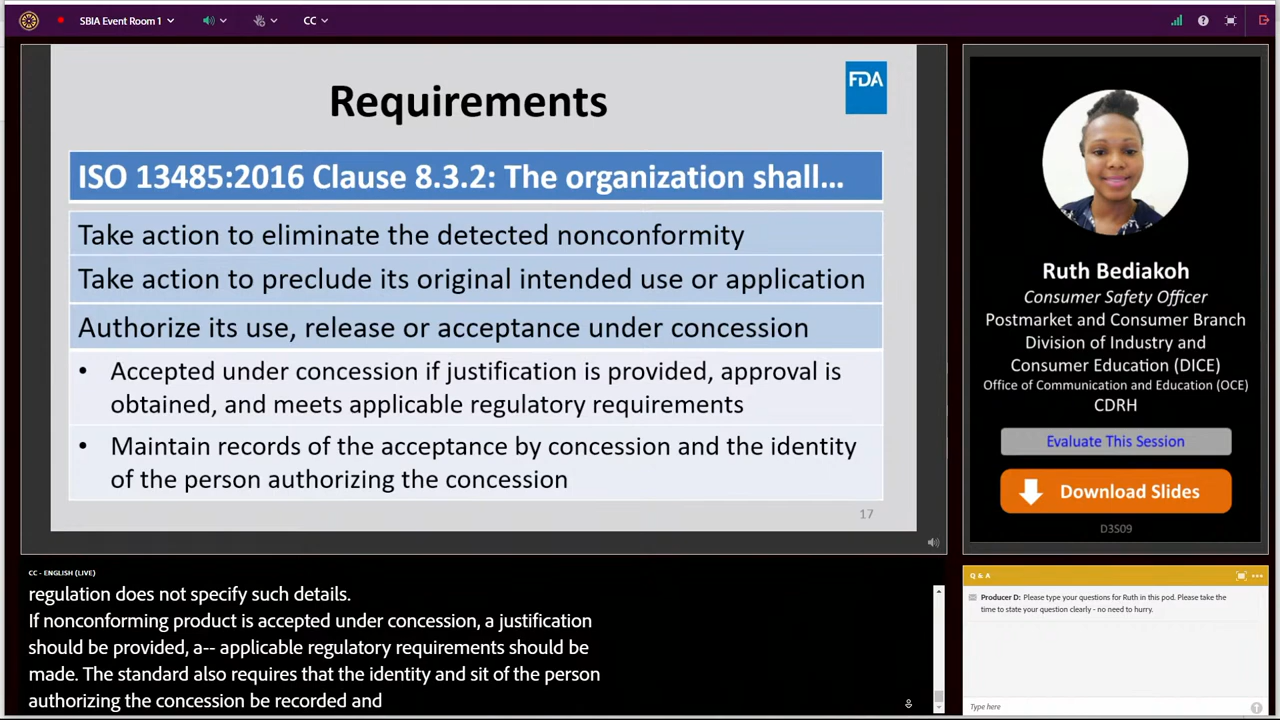 SBIA Event Room 1
CC
Requirements
FDA
ISO 13485:2016 Clause 8.3.2: The organization shall...
Take action to eliminate the detected nonconformity
Take action to preclude its original intended use or application
Authorize its use, release or acceptance under concession
• Accepted under concession if justification is provided, approval is
obtained, and meets applicable regulatory requirements
• Maintain records of the acceptance by concession and the identity
of the person authorizing the concession
17
Ruth Bediakoh
Consumer Safety Officer
Postmarket and Consumer Branch
Division of Industry and
Consumer Education (DICE)
Office of Communication and Education (OCE)
CDRH
Evaluate This Session
Download Slides
D3S09
CC - ENGLISH (LIVE)
regulation does not specify such details.
If nonconforming product is accepted under concession, a justification
should be provided, a-- applicable regulatory requirements should be
made. The standard also requires that the identity and sit of the person
authorizing the concession be recorded and
Q & A
Producer D: Please type your questions for Ruth in this pod. Please take the
time to state your question clearly - no need to hurry.
Type here